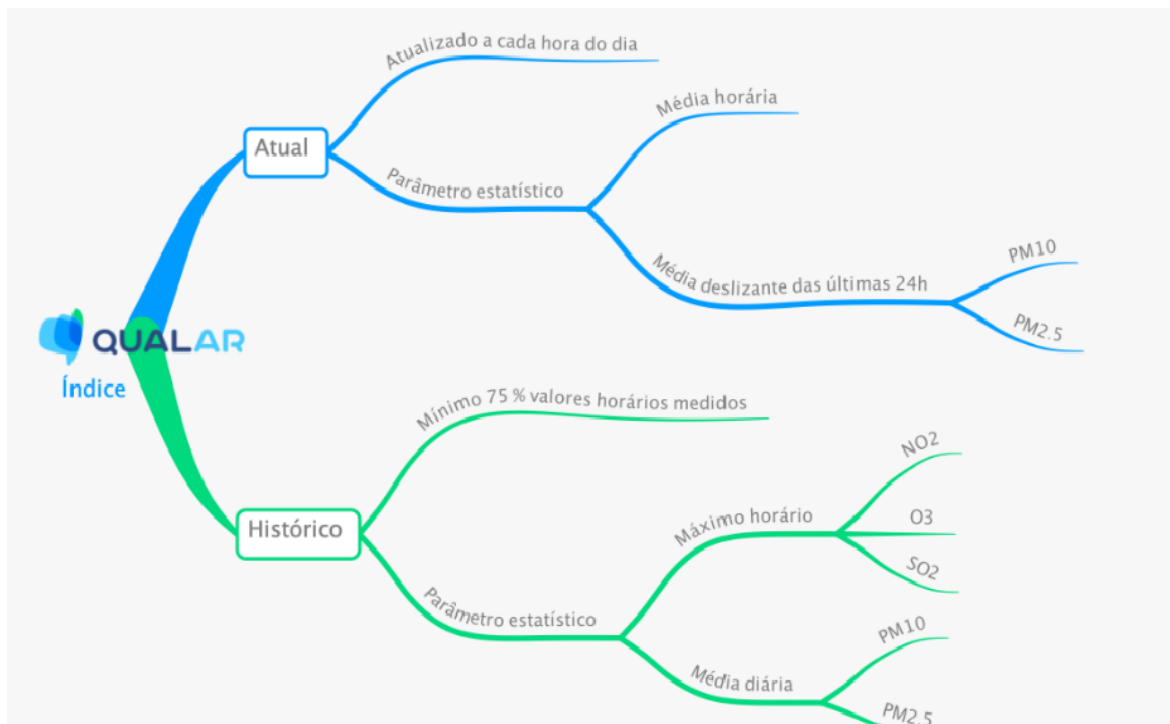 Atualizado a cada hora do dia
Média horária
Atual
Parâmetro estatístico
PM10
Média deslizante das últimas 24h
PM2.5
QUALAR
Índice
Mínimo 75 % valores horários medidos
NO2
Máximo horário
O3
Histórico
SO2
Parâmetro estatístico
PM10
Média diária
PM2.5